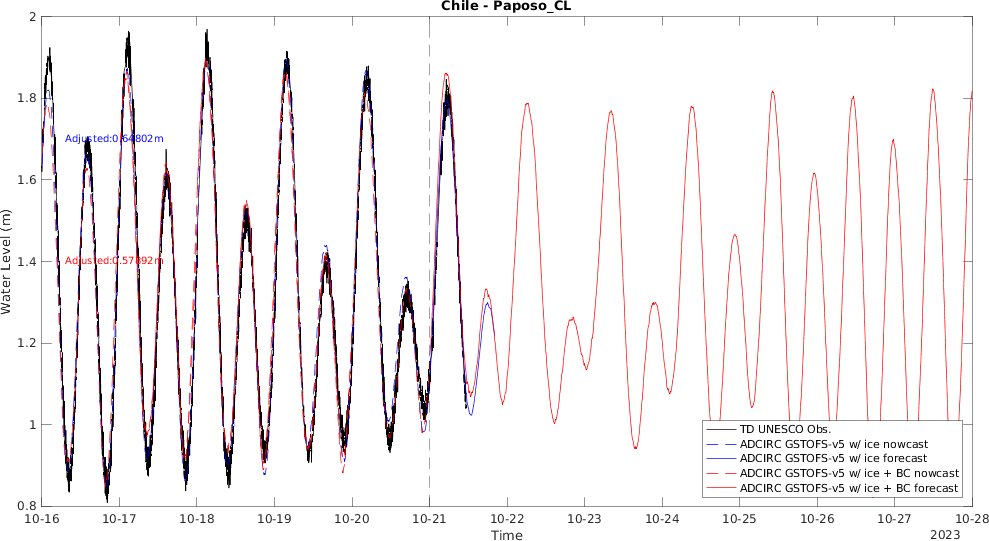 Chile - Paposo_CL
2
1.8
1.6
1.4
1.2
1
0.8
Water Level (m)
Adjusted:0.64802m
Adjusted:0.57892m
TD UNESCO Obs.
ADCIRC GSTOFS-v5 w/ ice nowcast
ADCIRC GSTOFS-v5 w/ ice forecast
ADCIRC GSTOFS-v5 w/ ice + BC nowcast
ADCIRC GSTOFS-v5 w/ ice + BC forecast
10-16 10-17 10-18 10-19 10-20 10-21 10-22 10-23 10-24 10-25 10-26 10-27 10-28
Time
2023